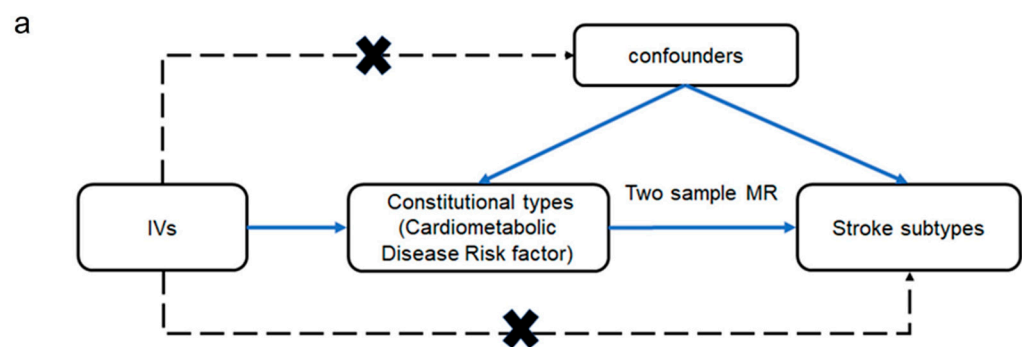 a
confounders
IVs
Constitutional types
(Cardiometabolic
Disease Risk factor)
Two sample MR
Stroke subtypes